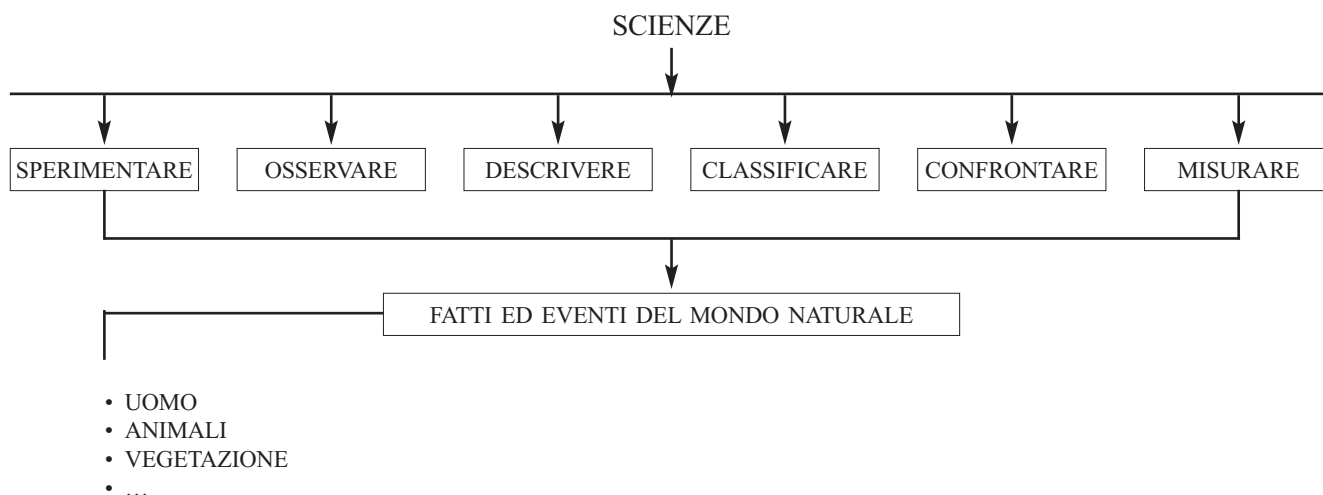 SCIENZE
SPERIMENTARE OSSERVARE DESCRIVERE CLASSIFICARE CONFRONTARE MISURARE
FATTI ED EVENTI DEL MONDO NATURALE
• UOMO
• ANIMALI
• VEGETAZIONE
• ...